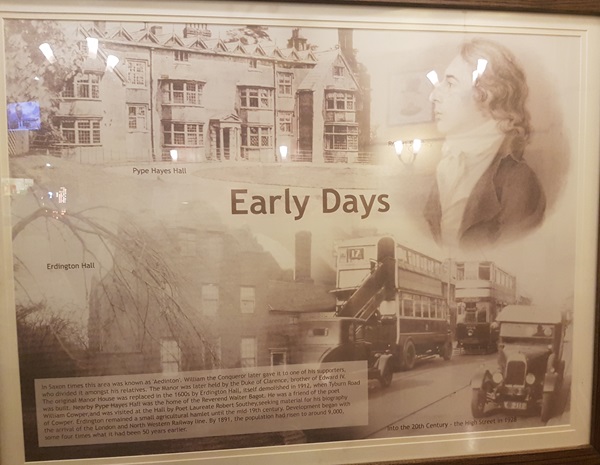 Pype Hayes Hall
Early Days
Erdington Hall
12
In Saxon times this area was known as 'Aedinton'. William the Conqueror later gave it to one of his supporters,
who divided it amongst his relatives. The Manor was later held by the Duke of Clarence, brother of Edward IV.
The original Manor House was replaced in the 1600s by Erdington Hall, itself demolished in 1912, when Tyburn Road
was built. Nearby Pype Hayes Hall was the home of the Reverend Walter Bagot. He was a friend of the poet
William Cowper, and was visited at the Hall by Poet Laureate Robert Southey, seeking material for his biography
of Cowper. Erdington remained a small agricultural hamlet until the mid-19th century. Development began with
the arrival of the London and North Western Railway line. By 1891, the population had risen to around 9,000,
some four times what it had been 50 years earlier.
Into the 20th Century - the High Street in 1928